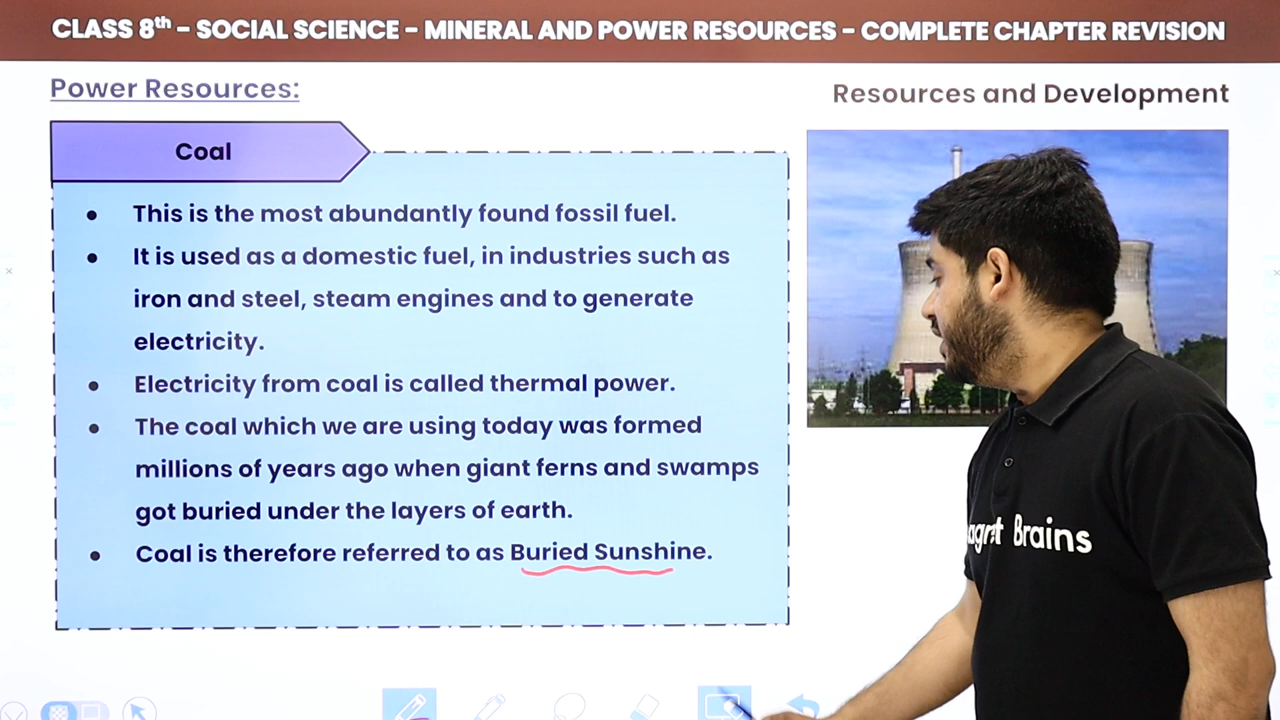 CLASS 8th – SOCIAL SCIENCE – MINERAL AND POWER RESOURCES – COMPLETE CHAPTER REVISION
Power Resources:
Resources and Development
Coal
• This is the most abundantly found fossil fuel.
• It is used as a domestic fuel, in industries such as
iron and steel, steam engines and to generate
electricity.
• Electricity from coal is called thermal power.
• The coal which we are using today was formed
millions of years ago when giant ferns and swamps
got buried under the layers of earth.
• Coal is therefore referred to as Buried Sunshine.
Brains